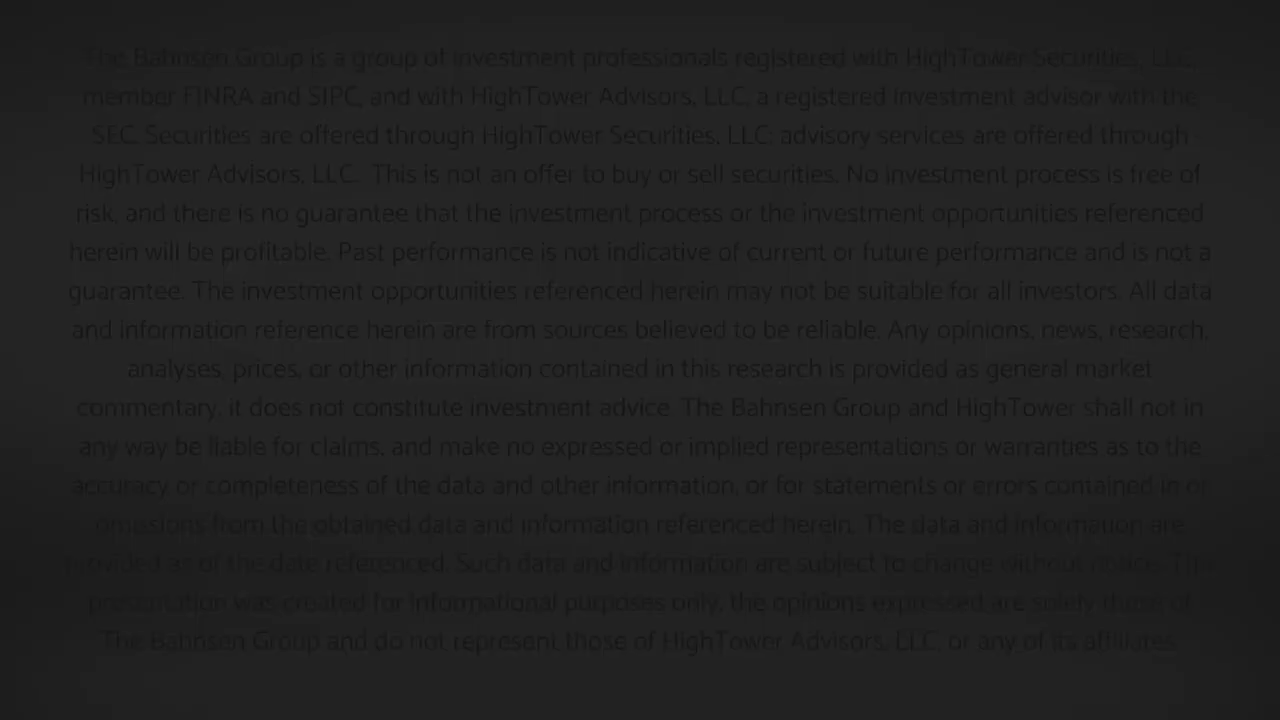 The Bahnsen Group is a group of investment professionals registered with HighTower Securities, LLC,
member FINRA and SIPC, and with HighTower Advisors, LLC, a registered investment advisor with the
SEC. Securities are offered through HighTower Securities, LLC; advisory services are offered through
HighTower Advisors, LLC. This is not an offer to buy or sell securities. No investment process is free of
risk, and there is no guarantee that the investment process or the investment opportunities referenced
herein will be profitable. Past performance is not indicative of current or future performance and is not a
guarantee. The investment opportunities referenced herein may not be suitable for all investors. All data
and information reference herein are from sources believed to be reliable. Any opinions, news, research,
analyses, prices, or other information contained in this research is provided as general market
commentary, it does not constitute investment advice. The Bahnsen Group and HighTower shall not in
any way be liable for claims, and make no expressed or implied representations or warranties as to the
accuracy or completeness of the data and other information, or for statements or errors contained in or
omissions from the obtained data and information referenced herein. The data and information are
provided as of the date referenced. Such data and information are subject to change without notice. This
presentation was created for informational purposes only; the opinions expressed are solely those of
The Bahnsen Group and do not represent those of HighTower Advisors, LLC, or any of its affiliates.